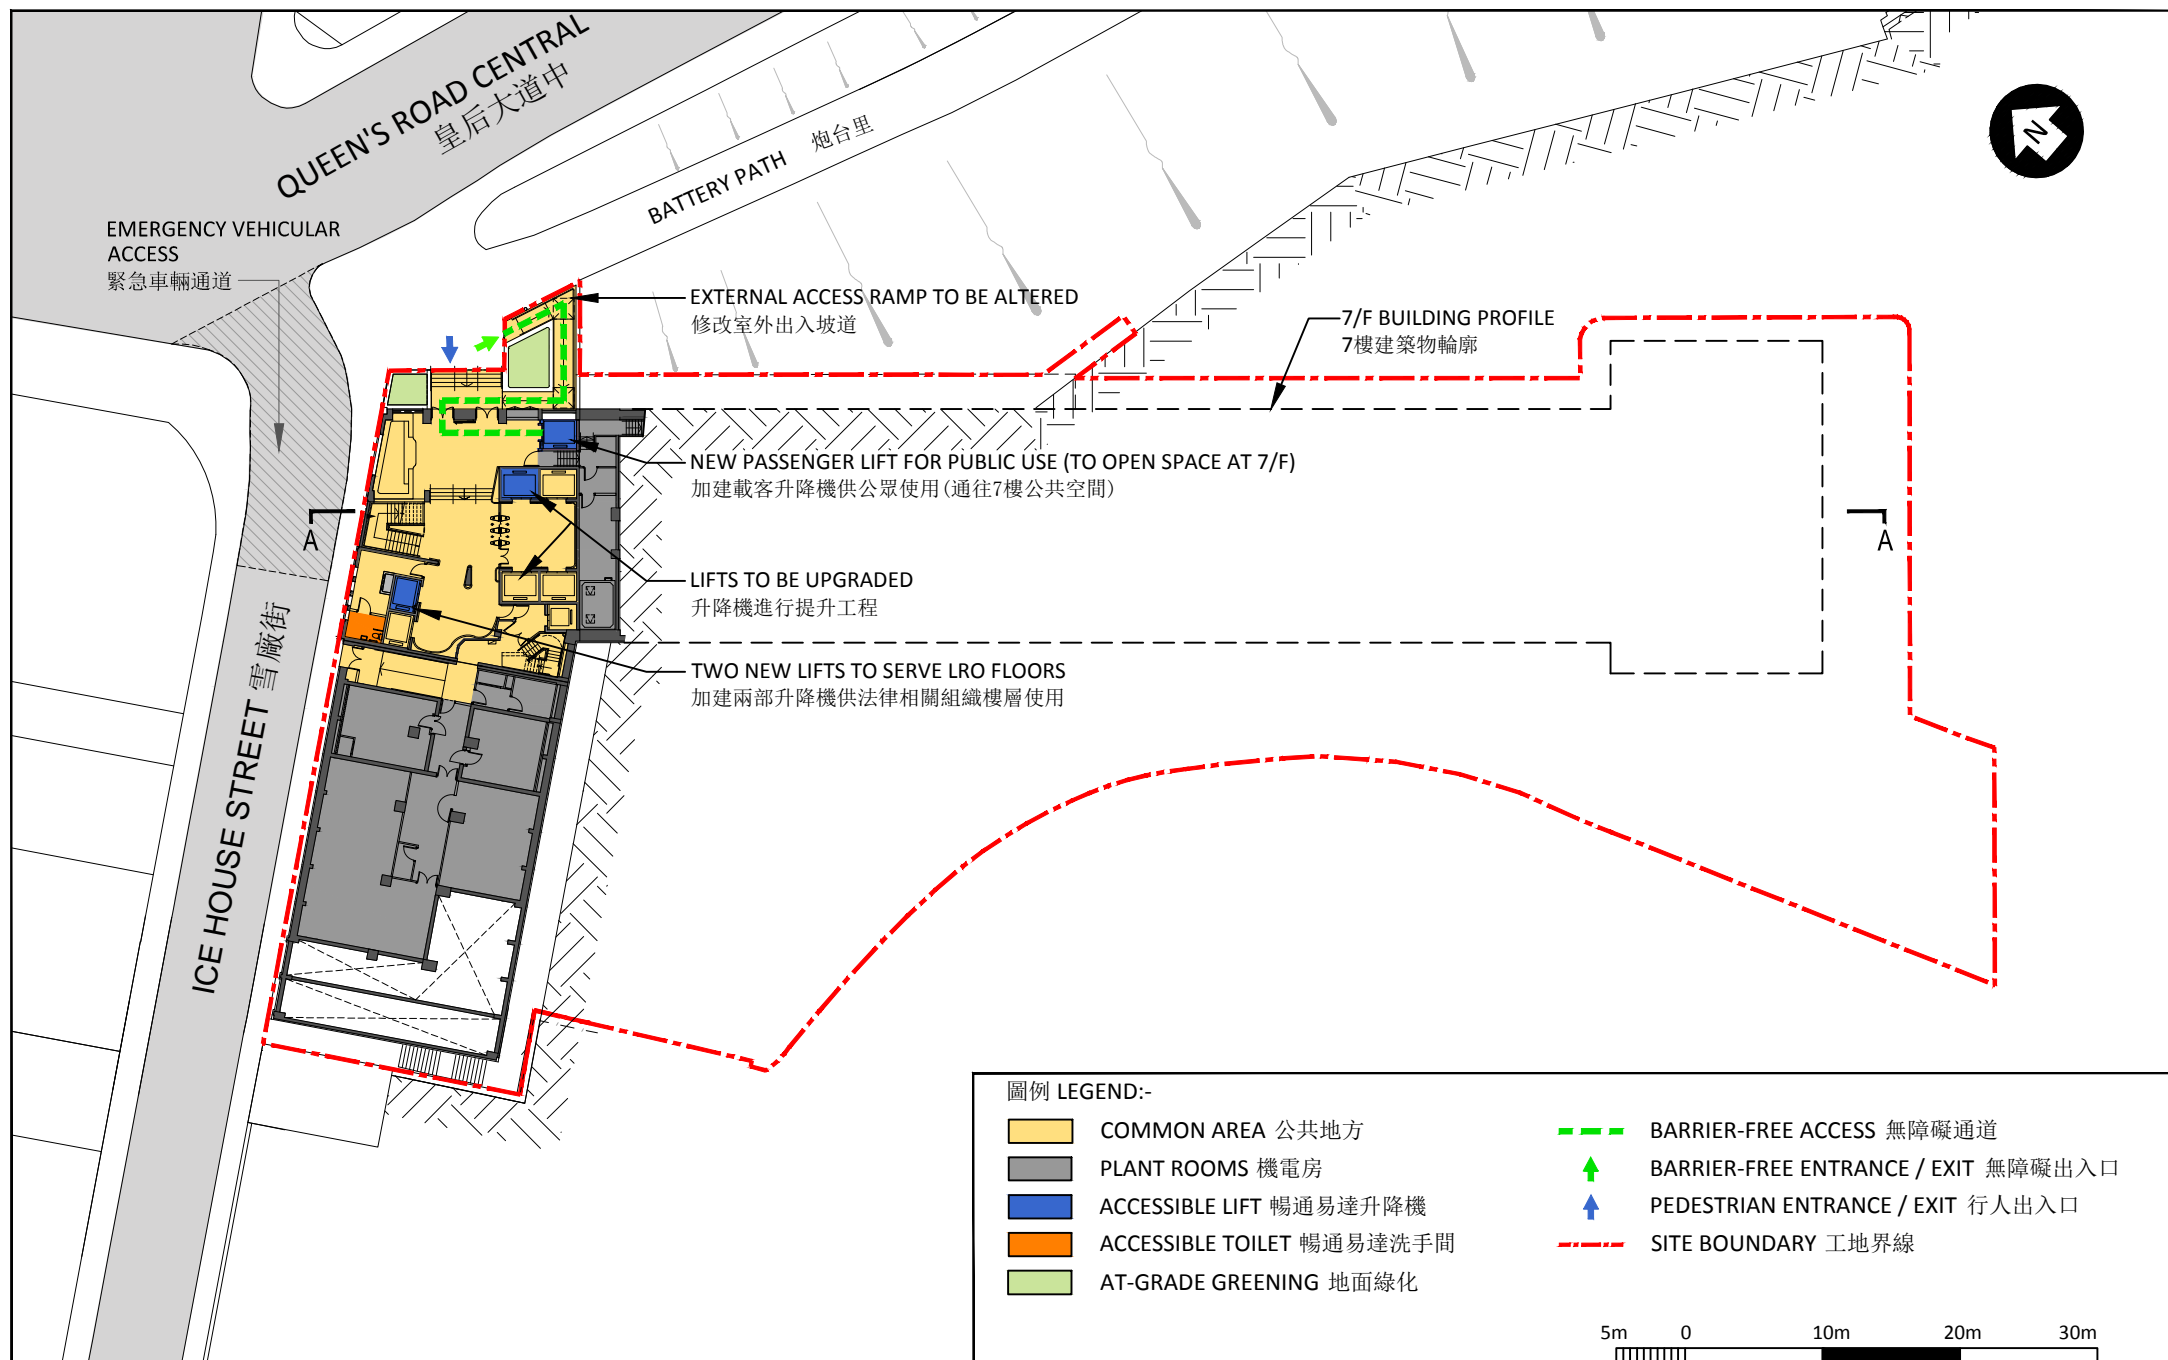 QUEEN'S ROAD CENTRAL
皇后大道中
BATTERY PATH 炮台里
N
EMERGENCY VEHICULAR
ACCESS
緊急車輛通道
EXTERNAL ACCESS RAMP TO BE ALTERED
修改室外出入坡道
7/F BUILDING PROFILE
7樓建築物輪廓
NEW PASSENGER LIFT FOR PUBLIC USE (TO OPEN SPACE AT 7/F)
加建載客升降機供公眾使用(通往7樓公共空間)
A
A
LIFTS TO BE UPGRADED
升降機進行提升工程
TWO NEW LIFTS TO SERVE LRO FLOORS
加建兩部升降機供法律相關組織樓層使用
ICE HOUSE STREET 雪廠街
圖例 LEGEND:-
COMMON AREA 公共地方
PLANT ROOMS 機電房
ACCESSIBLE LIFT 暢通易達升降機
ACCESSIBLE TOILET 暢通易達洗手間
AT-GRADE GREENING 地面綠化
BARRIER-FREE ACCESS 無障礙通道
BARRIER-FREE ENTRANCE / EXIT 無障礙出入口
PEDESTRIAN ENTRANCE / EXIT 行人出入口
SITE BOUNDARY 工地界線
5m 0 10m 20m 30m